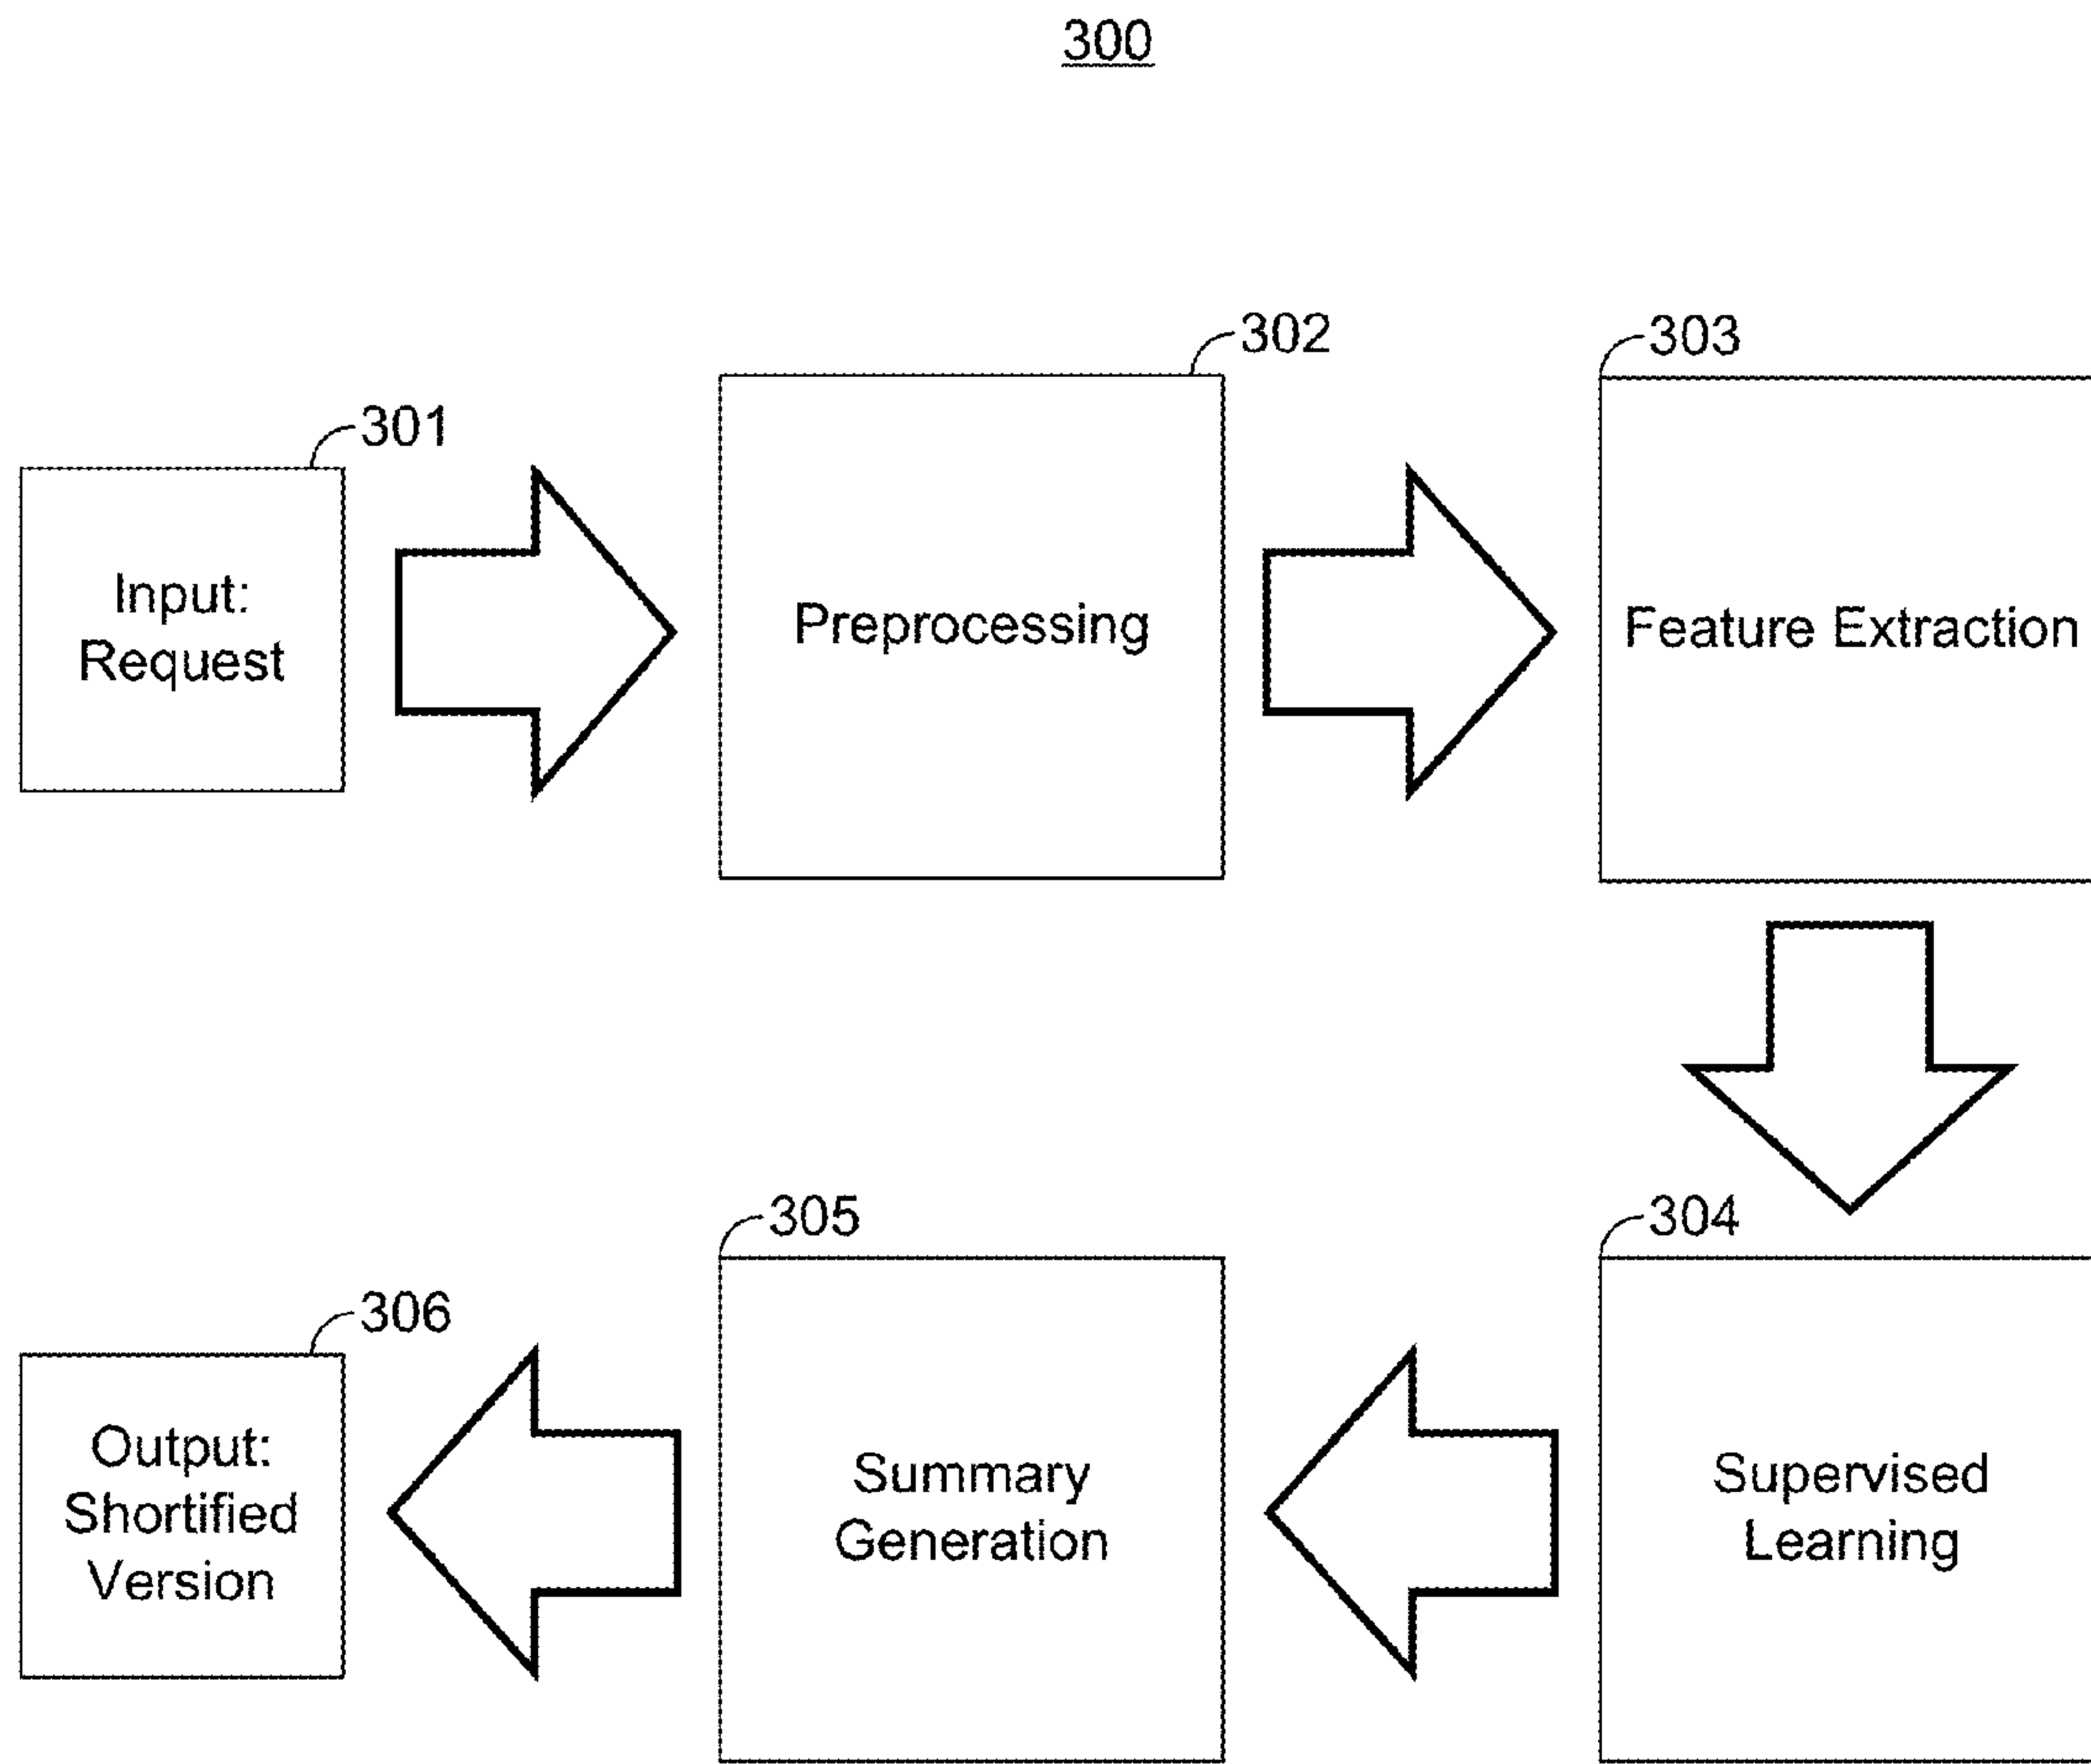 300
301
Input:
Request
302
Preprocessing
303
Feature Extraction
304
Supervised
Learning
305
Summary
Generation
306
Output:
Shortified
Version